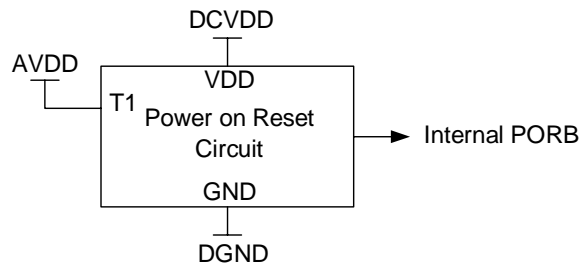 DCVDD
AVDD
VDD
T1
Power on Reset
Circuit
Internal PORB
GND
DGND